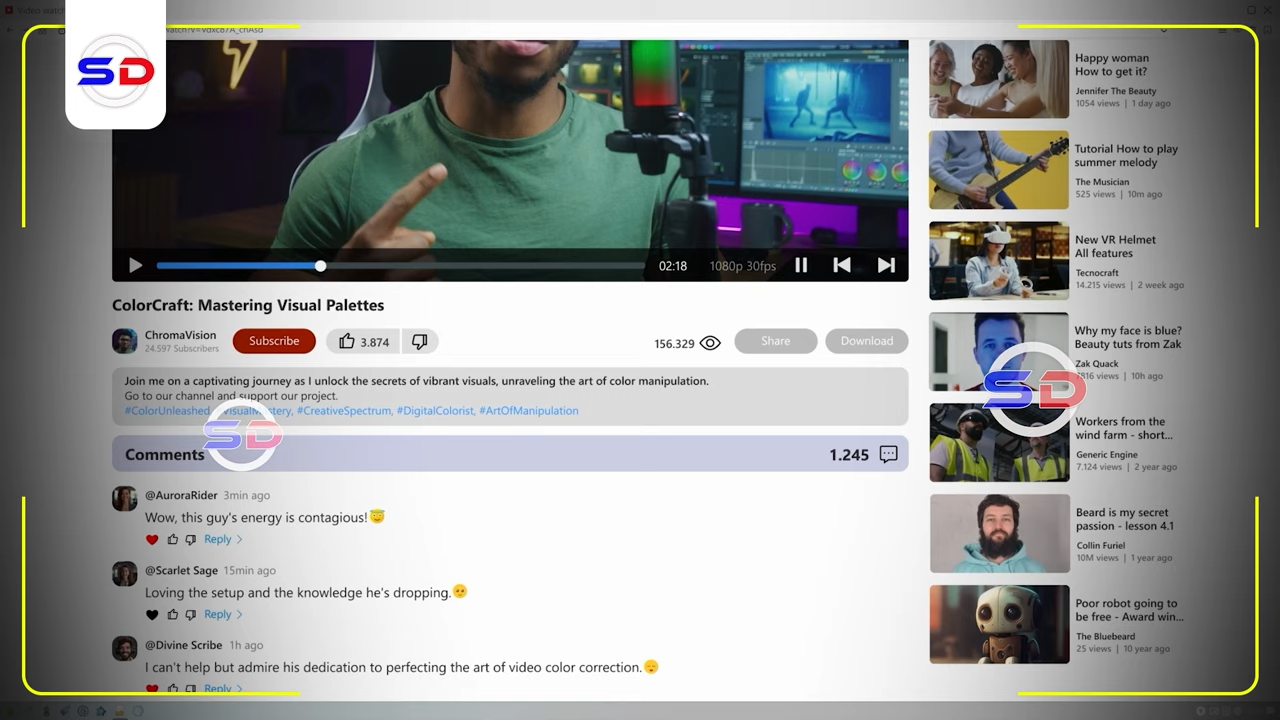 Video watch
watch?v=Vdxc67A_chAsd
SD
02:18
1080p 30fps
ColorCraft: Mastering Visual Palettes
ChromaVision
24.597 Subscribers
Subscribe
3.874
156.329
Share
Download
Join me on a captivating journey as I unlock the secrets of vibrant visuals, unraveling the art of color manipulation.
Go to our channel and support our project.
#ColorUnleashed, #CreativeSpectrum, #DigitalColorist, #ArtOfManipulation
SD
Comments
1.245
@AuroraRider 3min ago
Wow, this guy's energy is contagious!😇
Reply
@Scarlet Sage 15min ago
Loving the setup and the knowledge he's dropping.
Reply
@Divine Scribe 1h ago
I can't help but admire his dedication to perfecting the art of video color correction.
Reply
Happy woman
How to get it?
Jennifer The Beauty
1054 views | 1 day ago
Tutorial How to play
summer melody
The Musician
525 views | 10m ago
New VR Helmet
All features
Tecnocraft
14.215 views | 2 week ago
Why my face is blue?
Beauty tuts from Zak
Zak Quack
7816 views | 10h ago
SD
Workers from the
wind farm - short...
Generic Engine
7.124 views | 2 year ago
Beard is my secret
passion - lesson 4.1
Collin Furiel
10M views | 1 year ago
Poor robot going to
be free - Award win...
The Bluebeard
25 views | 10 year ago